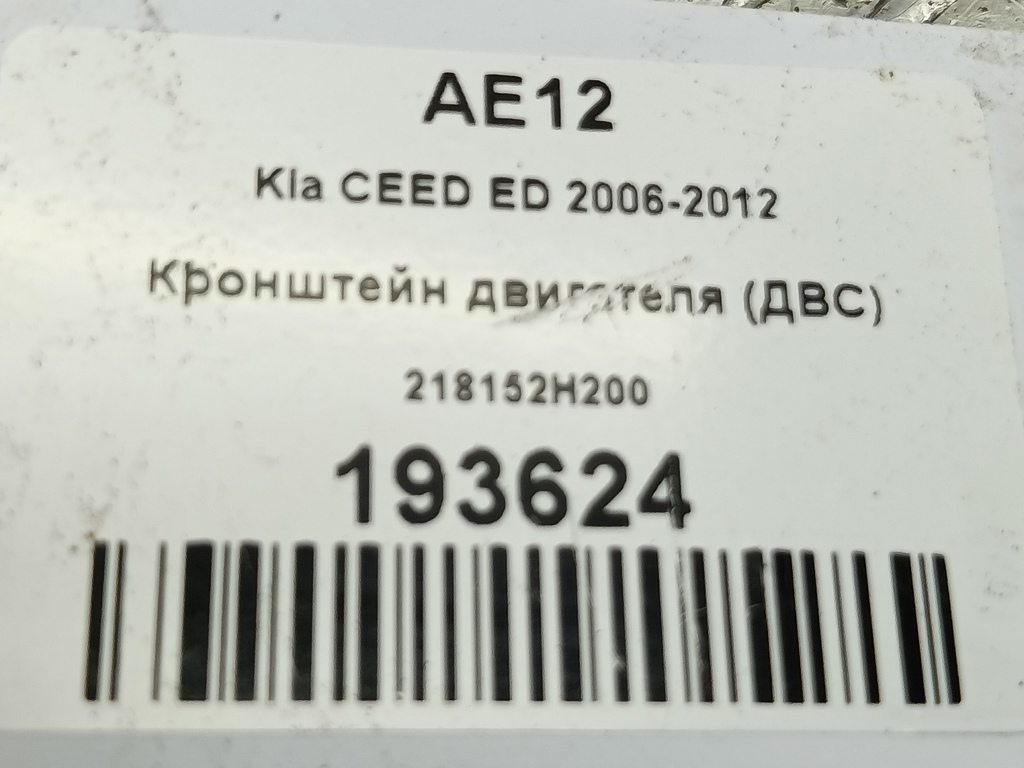 AE12
Kia CEED ED 2006-2012
Кронштейн двигателя (ДВС)
218152H200
193624